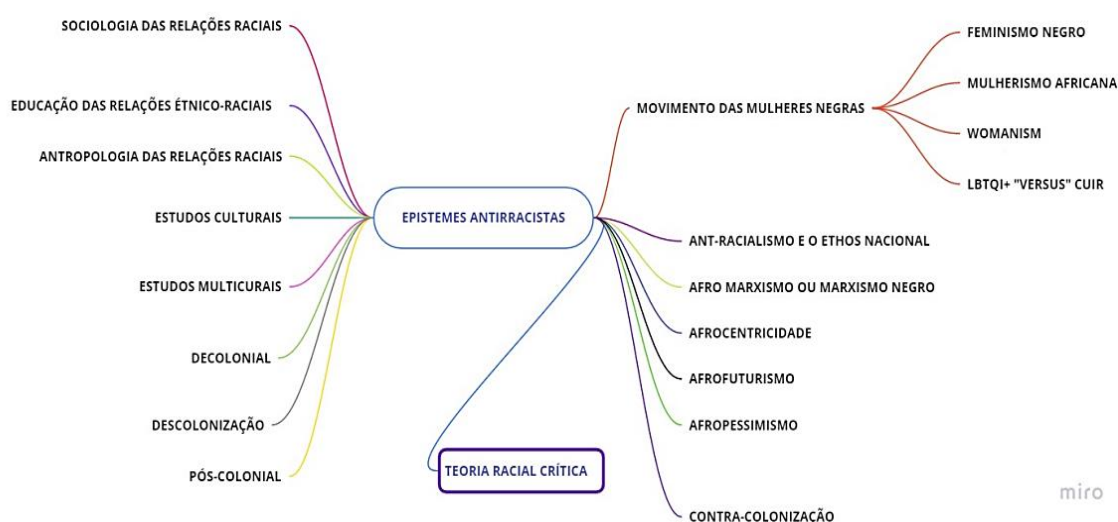 SOCIOLOGIA DAS RELAÇÕES RACIAIS
EDUCAÇÃO DAS RELAÇÕES ÉTNICO-RACIAIS
ANTROPOLOGIA DAS RELAÇÕES RACIAIS
ESTUDOS CULTURAIS
ESTUDOS MULTICURAIS
DECOLONIAL
DESCOLONIZAÇÃO
PÓS-COLONIAL
EPISTEMES ANTIRRACISTAS
TEORIA RACIAL CRÍTICA
MOVIMENTO DAS MULHERES NEGRAS
FEMINISMO NEGRO
MULHERISMO AFRICANA
WOMANISM
LBTQI+ "VERSUS" CUIR
ANT-RACIALISMO E O ETHOS NACIONAL
AFRO MARXISMO OU MARXISMO NEGRO
AFROCENTRICIDADE
AFROFUTURISMO
AFROPESSIMISMO
CONTRA-COLONIZAÇÃO
miro